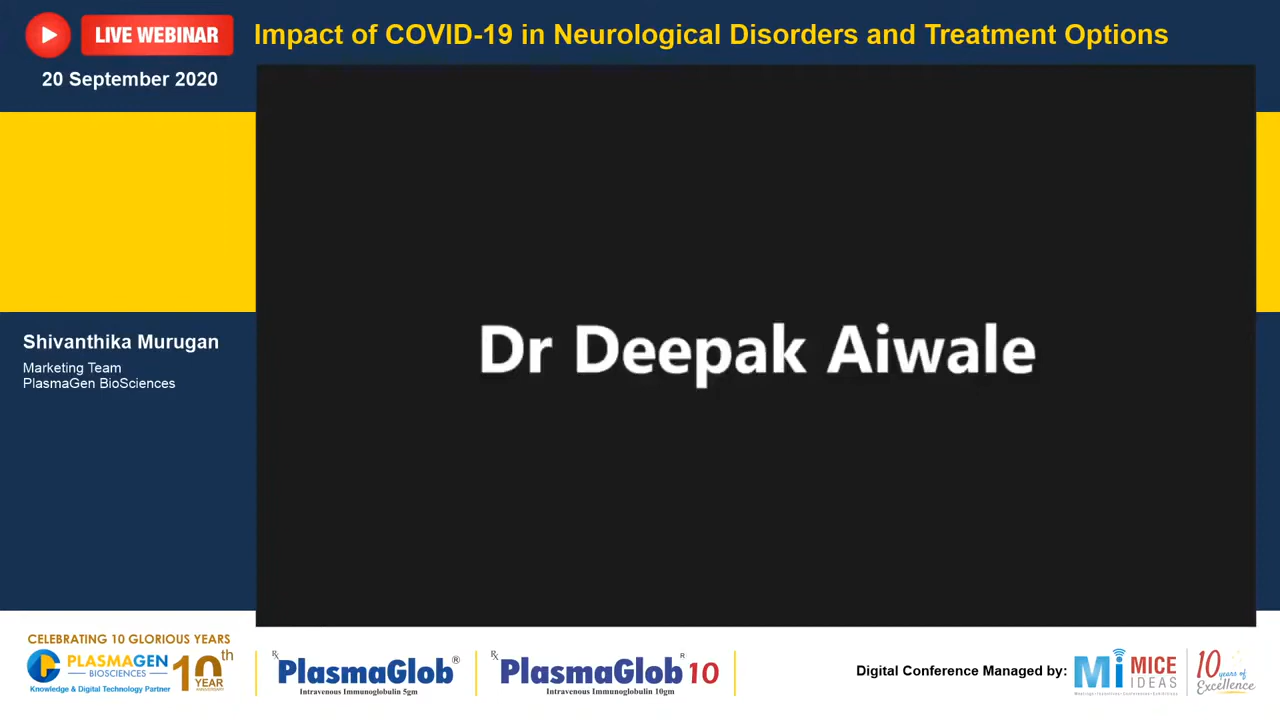 LIVE WEBINAR
Impact of COVID-19 in Neurological Disorders and Treatment Options
20 September 2020
Dr Deepak Aiwale
Shivanthika Murugan
Marketing Team
PlasmaGen BioSciences
CELEBRATING 10 GLORIOUS YEARS
PLASMAGEN
BIOSCIENCES
Knowledge & Digital Technology Partner
10th
YEAR
Rx
PlasmaGlob®
Intravenous Immunoglobulin 5gm
Rx
PlasmaGlob R 10
Intravenous Immunoglobulin 10gm
Digital Conference Managed by:
Mi MICE
IDEAS
10
years of
Excellence